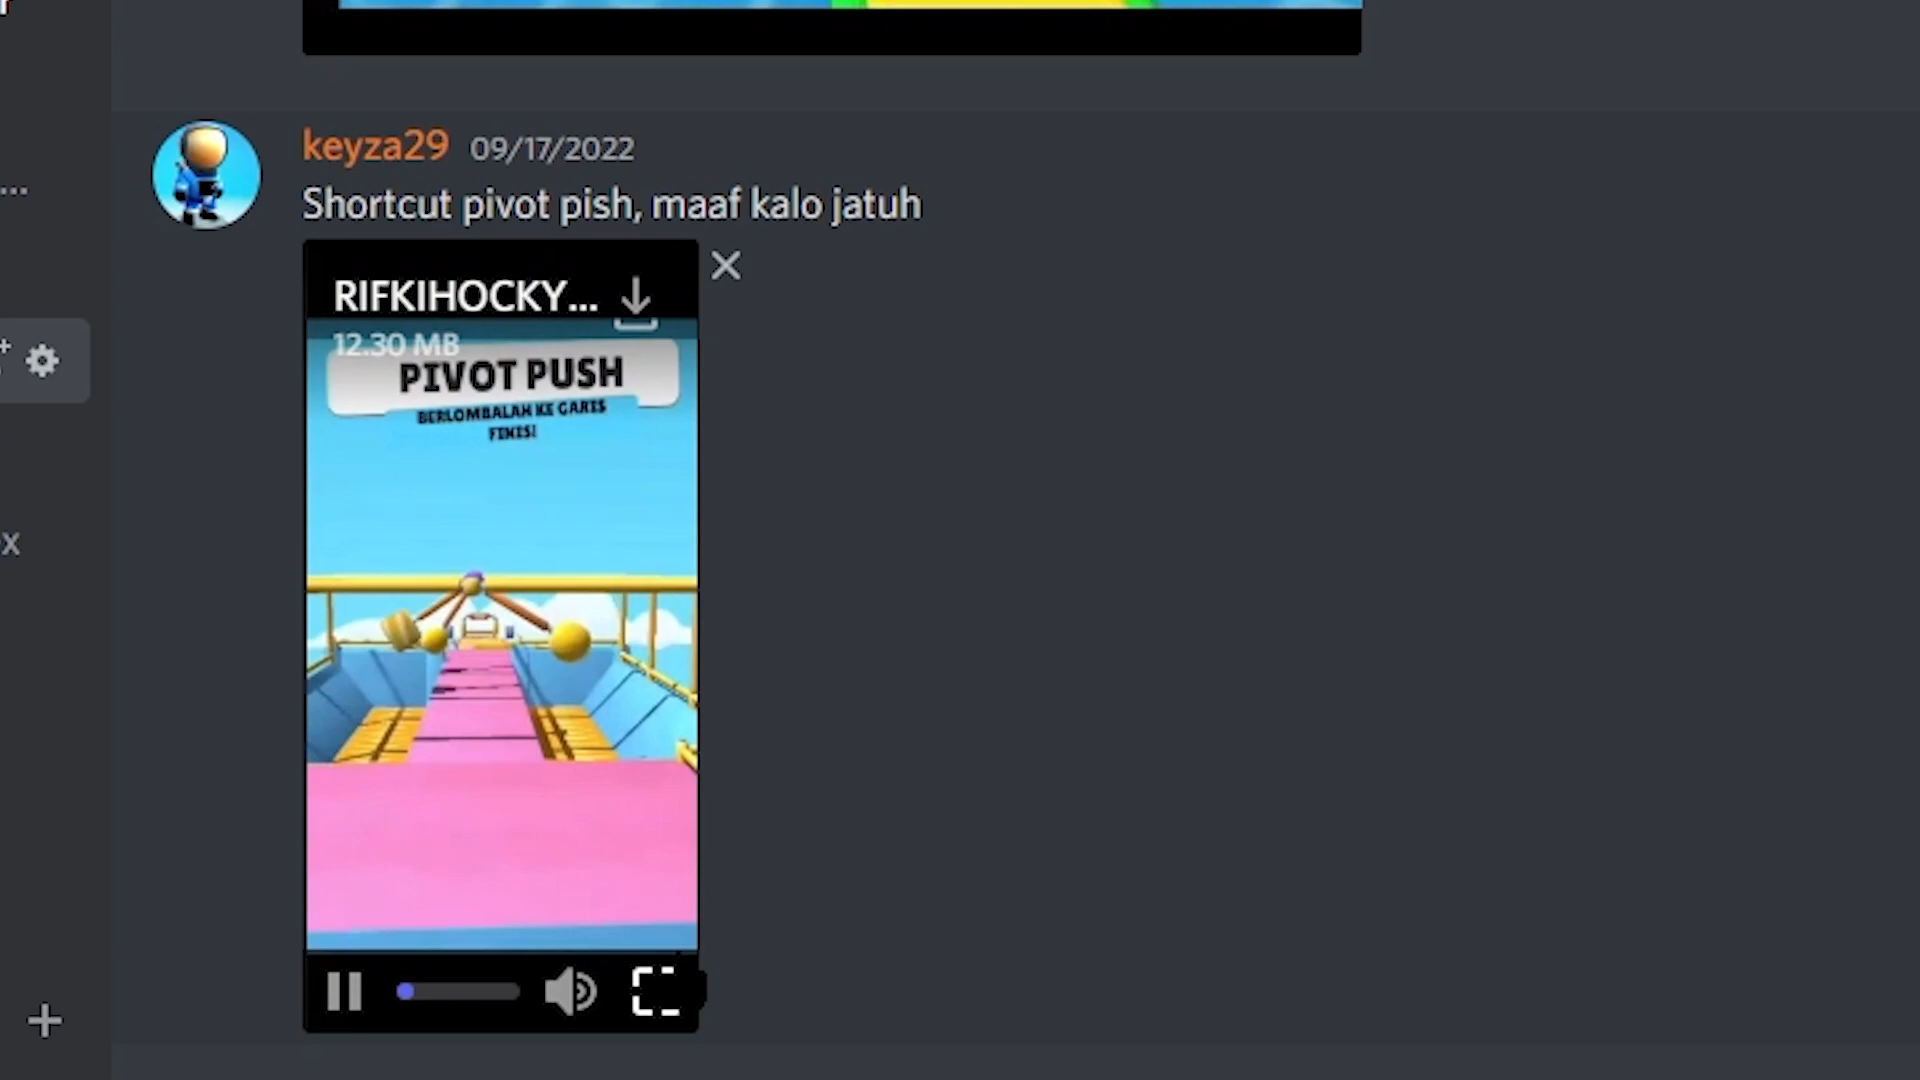 keyza29 09/17/2022
Shortcut pivot pish, maaf kalo jatuh
RIFKIHOCKY...
12.30 MB
PIVOT PUSH
BERLOMBALAH KE GARIS
FINIS!